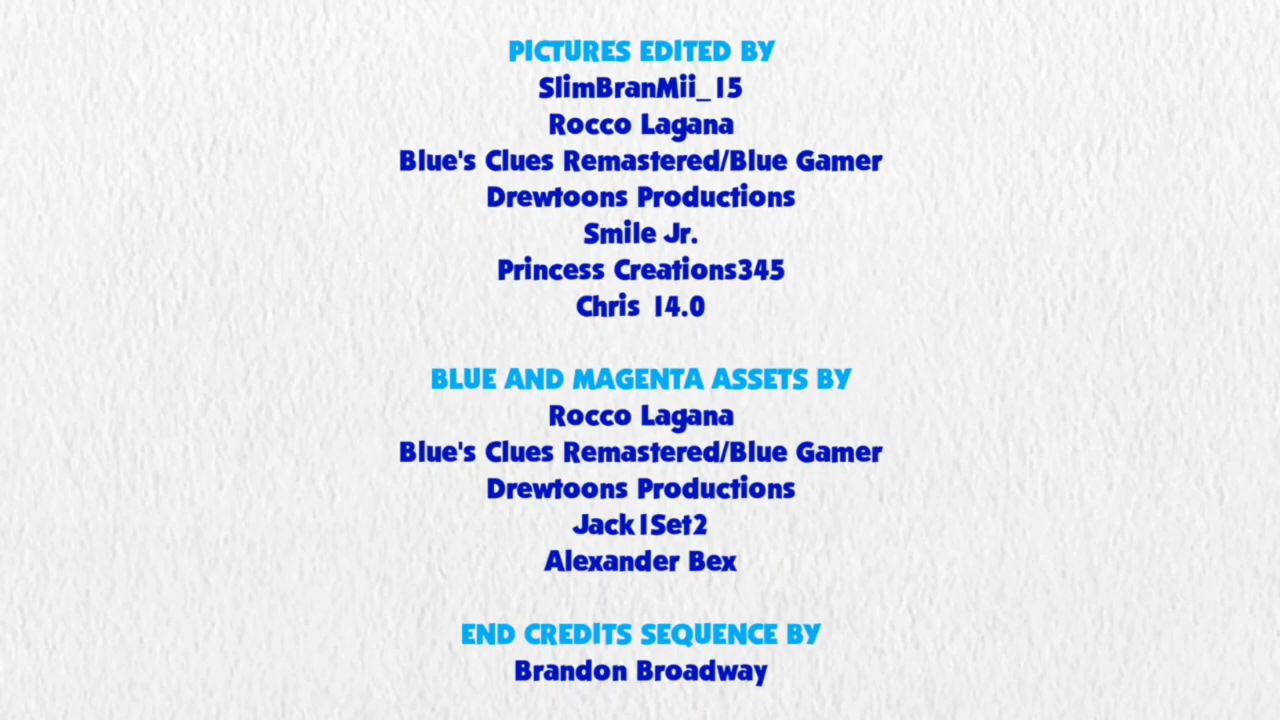 PICTURES EDITED BY
SlimBranMii_15
Rocco Lagana
Blue's Clues Remastered/Blue Gamer
Drewtoons Productions
Smile Jr.
Princess Creations345
Chris 14.0
BLUE AND MAGENTA ASSETS BY
Rocco Lagana
Blue's Clues Remastered/Blue Gamer
Drewtoons Productions
Jack1Set2
Alexander Bex
END CREDITS SEQUENCE BY
Brandon Broadway